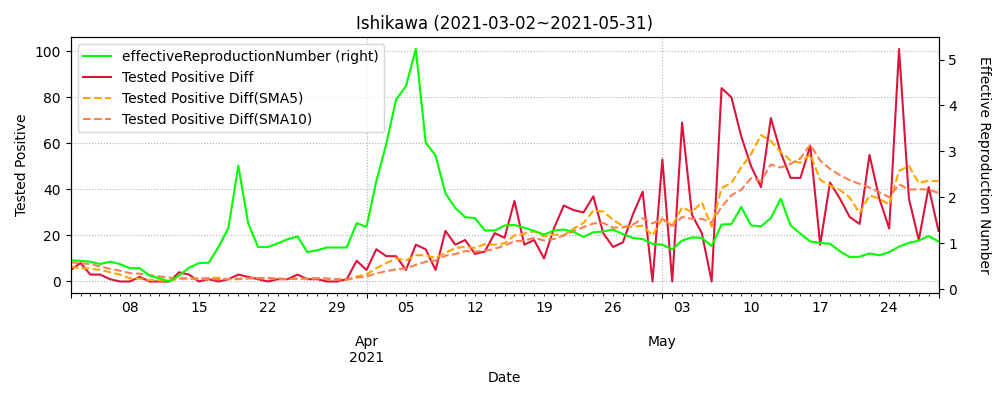 Ishikawa (2021-03-02~2021-05-31)
effectiveReproductionNumber (right)
Tested Positive Diff
Tested Positive Diff(SMA5)
Tested Positive Diff(SMA10)
Tested Positive
100
80
60
40
20
0
5
4
3
2
1
0
Effective Reproduction Number
08 15 22 29 05 12 19 26 03 10 17 24
Apr May
2021
Date